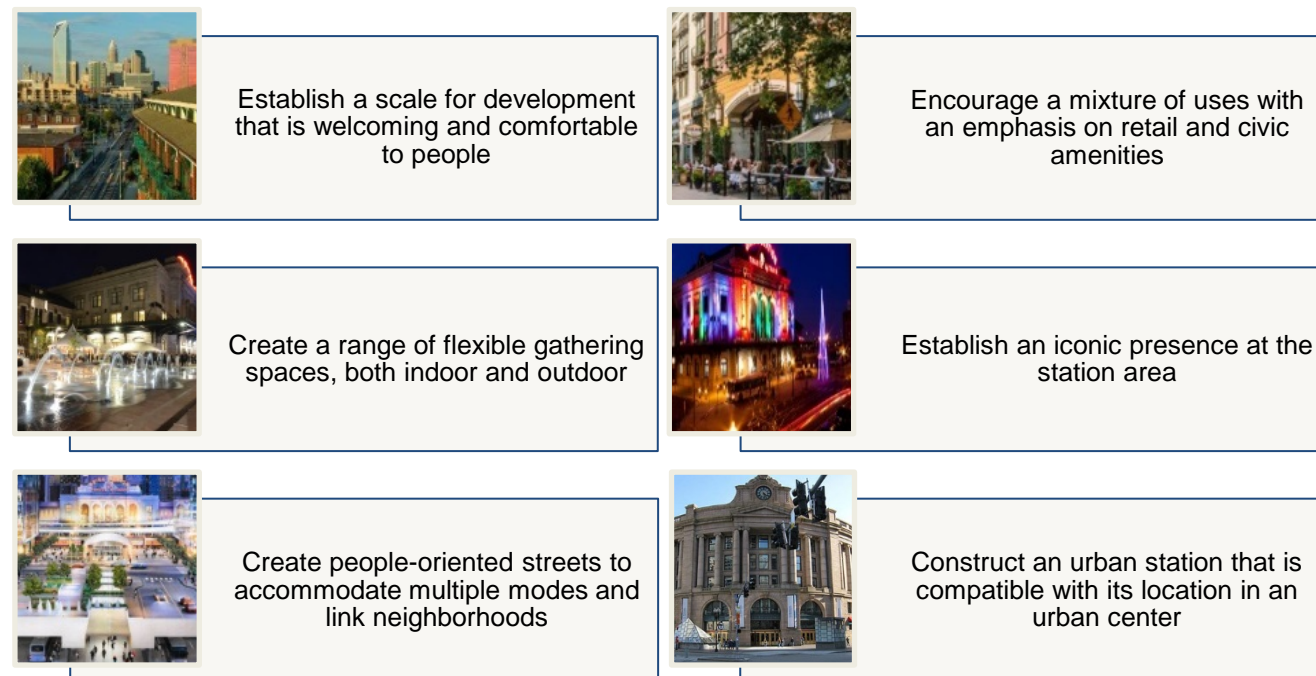 Establish a scale for development
that is welcoming and comfortable
to people
Encourage a mixture of uses with
an emphasis on retail and civic
amenities
Create a range of flexible gathering
spaces, both indoor and outdoor
Establish an iconic presence at the
station area
Create people-oriented streets to
accommodate multiple modes and
link neighborhoods
Construct an urban station that is
compatible with its location in an
urban center